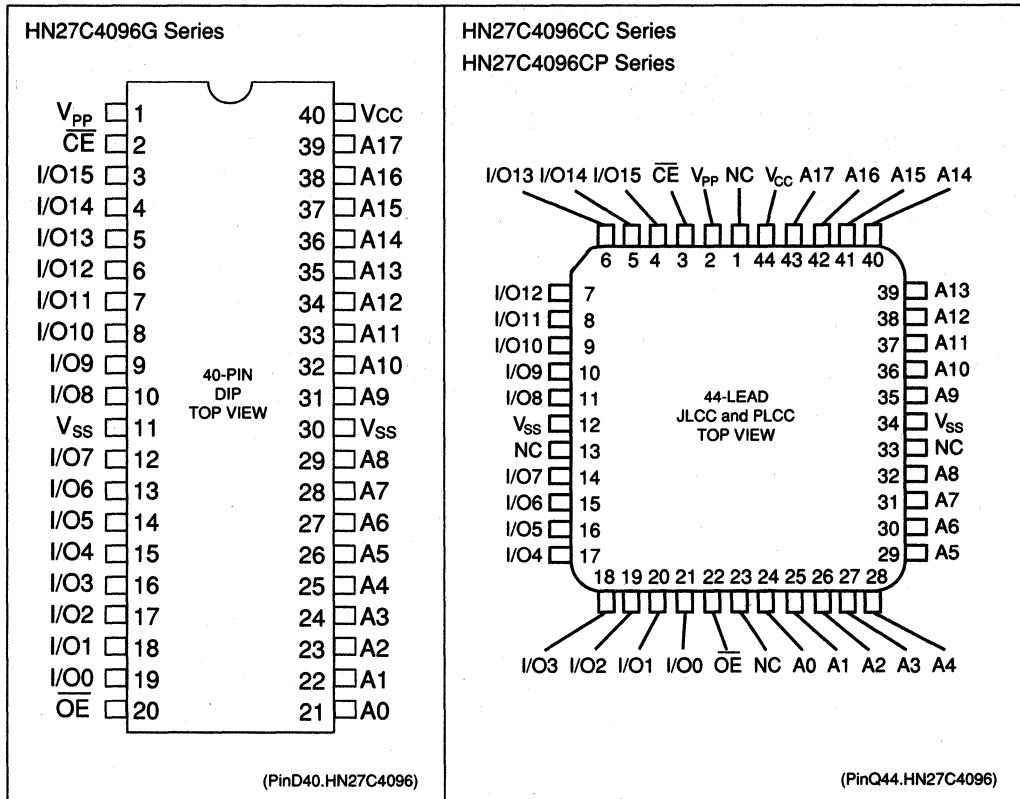 HN27C4096G Series
VPP 1 40 VCC
CE 2 39 A17
I/O15 3 38 A16
I/O14 4 37 A15
I/O13 5 36 A14
I/O12 6 35 A13
I/O11 7 34 A12
I/O10 8 33 A11
I/O9 9 32 A10
I/O8 10 31 A9
VSS 11 30 VSS
I/O7 12 29 A8
I/O6 13 28 A7
I/O5 14 27 A6
I/O4 15 26 A5
I/O3 16 25 A4
I/O2 17 24 A3
I/O1 18 23 A2
I/O0 19 22 A1
OE 20 21 A0
40-PIN
DIP
TOP VIEW
(PinD40.HN27C4096)
HN27C4096CC Series
HN27C4096CP Series
I/O13 I/O14 I/O15 CE VPP NC VCC A17 A16 A15 A14
6 5 4 3 2 1 44 43 42 41 40
I/O12 7 39 A13
I/O11 8 38 A12
I/O10 9 37 A11
I/O9 10 36 A10
I/O8 11 35 A9
VSS 12 34 VSS
NC 13 33 NC
I/O7 14 32 A8
I/O6 15 31 A7
I/O5 16 30 A6
I/O4 17 29 A5
44-LEAD
JLCC and PLCC
TOP VIEW
18 19 20 21 22 23 24 25 26 27 28
I/O3 I/O2 I/O1 I/O0 OE NC A0 A1 A2 A3 A4
(PinQ44.HN27C4096)